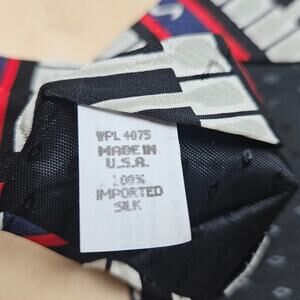 WPL 4075
MADE IN
U.S.A.
100%
IMPORTED
SILK